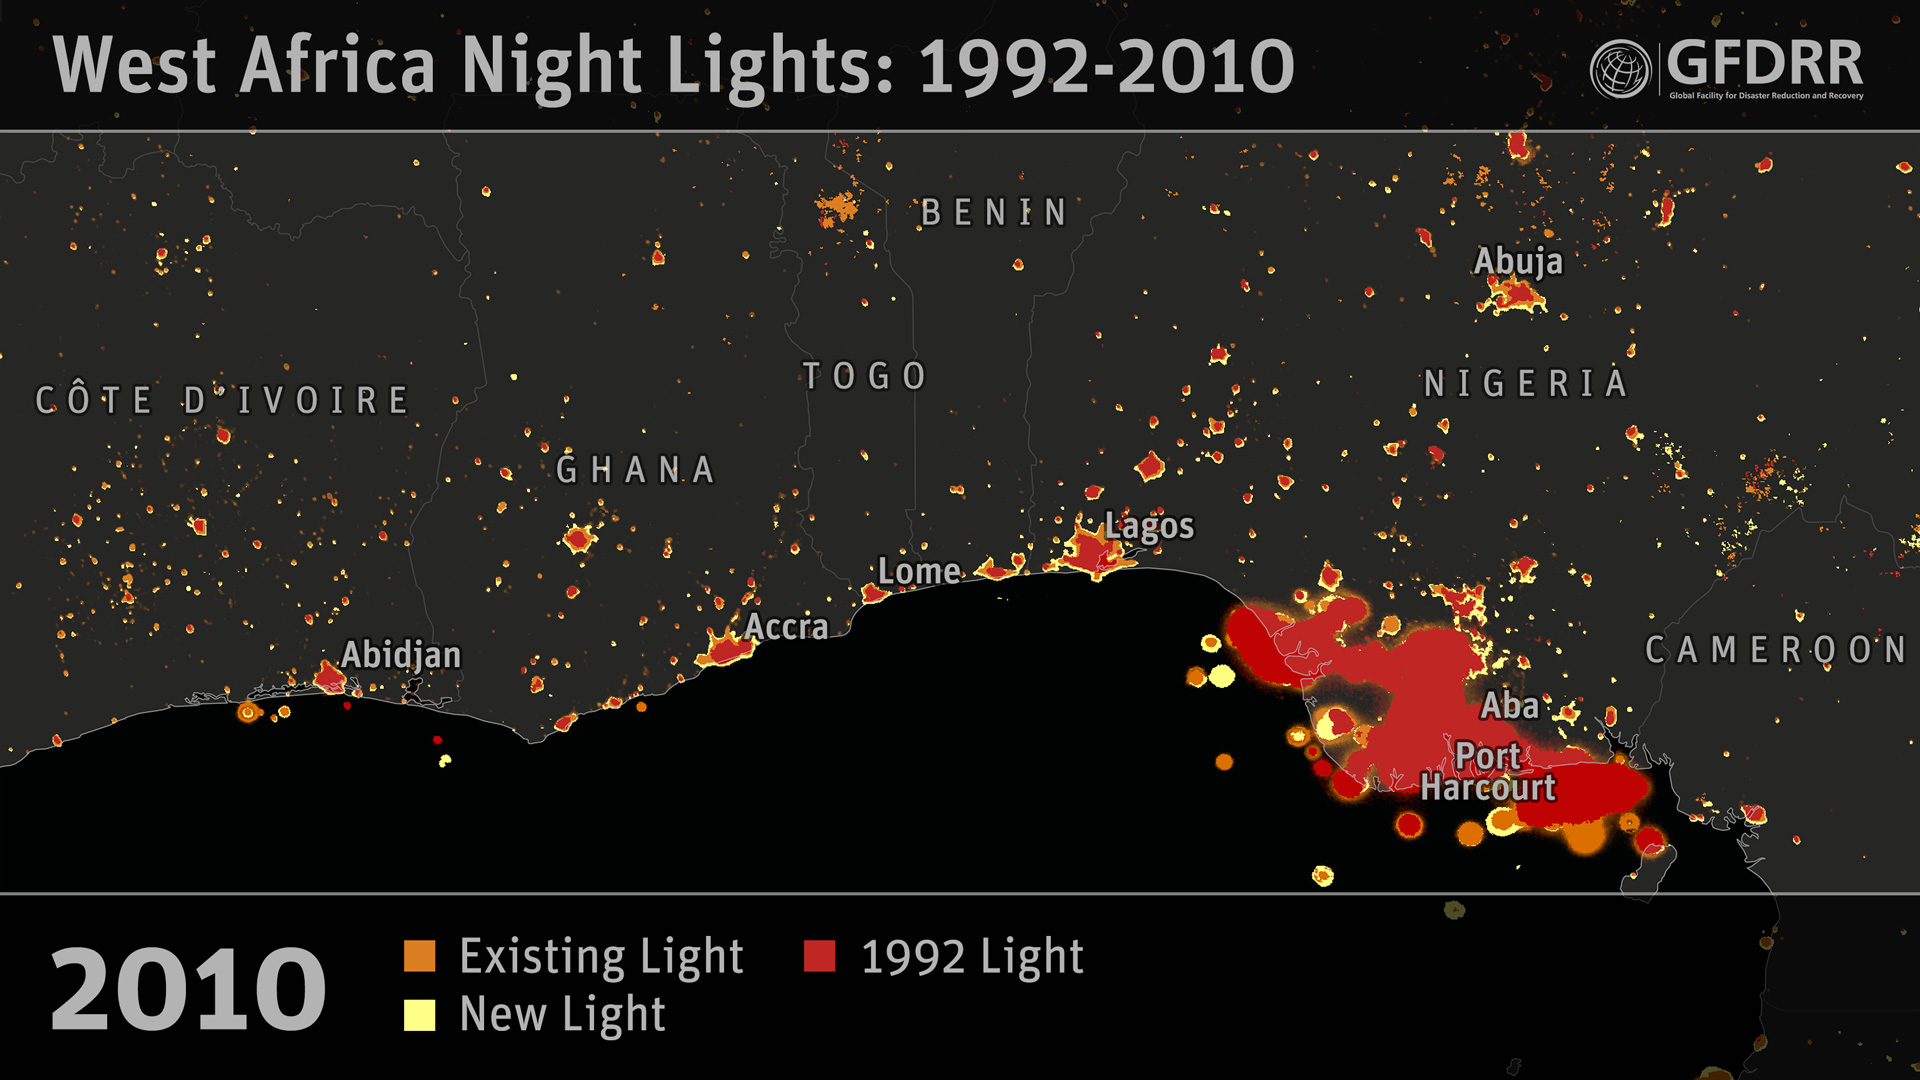 West Africa Night Lights: 1992-2010
GFDRR
Global Facility for Disaster Reduction and Recovery
BENIN
Abuja
TOGO
NIGERIA
CÔTE D'IVOIRE
GHANA
Lagos
Lome
Accra
Abidjan
CAMEROON
Aba
Port
Harcourt
2010
Existing Light
1992 Light
New Light